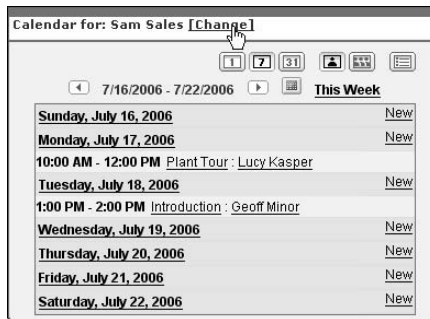 Calendar for: Sam Sales [Change]
1 7 31
7/16/2006 - 7/22/2006 This Week
Sunday, July 16, 2006 New
Monday, July 17, 2006 New
10:00 AM - 12:00 PM Plant Tour : Lucy Kasper
Tuesday, July 18, 2006 New
1:00 PM - 2:00 PM Introduction : Geoff Minor
Wednesday, July 19, 2006 New
Thursday, July 20, 2006 New
Friday, July 21, 2006 New
Saturday, July 22, 2006 New